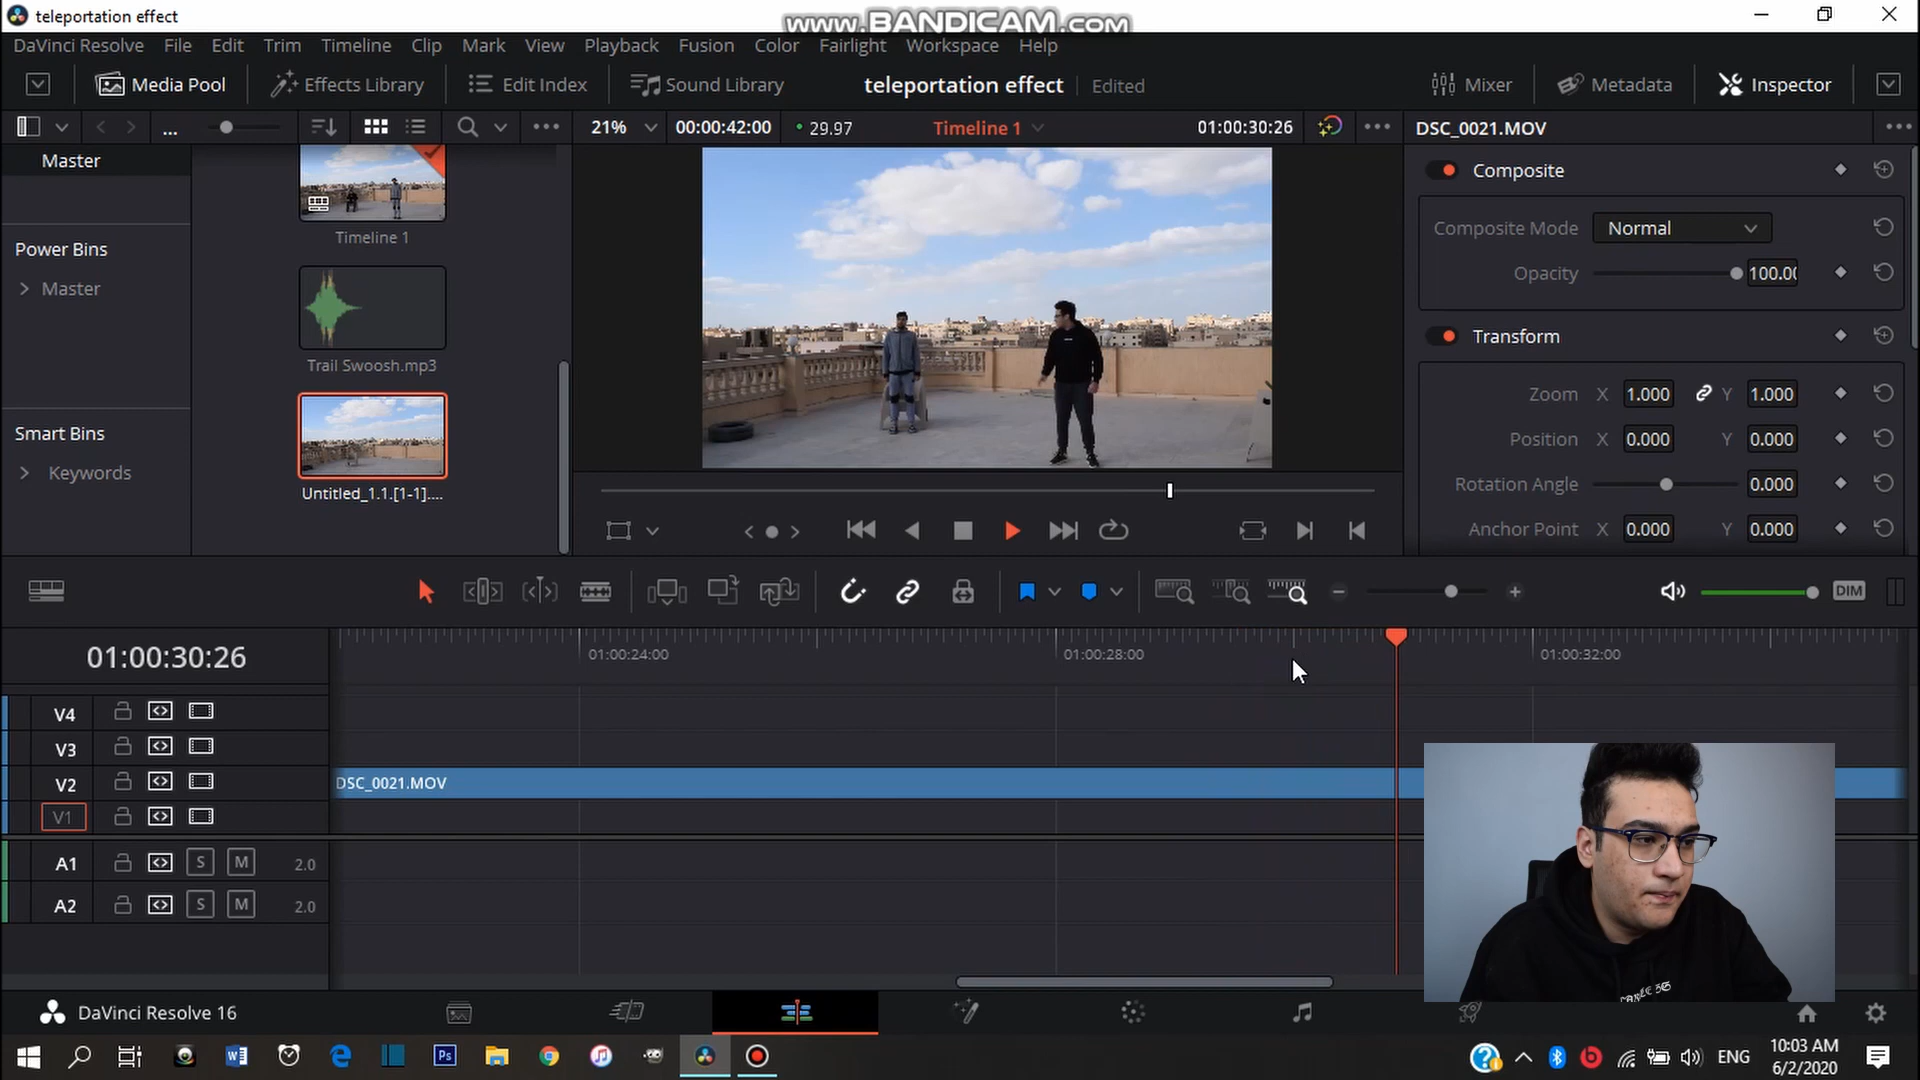 teleportation effect
www.BANDICAM.com
DaVinci Resolve File Edit Trim Timeline Clip Mark View Playback Fusion Color Fairlight Workspace Help
Media Pool Effects Library Edit Index Sound Library teleportation effect Edited Mixer Metadata Inspector
... 21% 00:00:42:00 29.97 Timeline 1 01:00:30:26 DSC_0021.MOV
Master
Composite
Composite Mode Normal
Opacity 100.00
Timeline 1
Power Bins
Master
Transform
Trail Swoosh.mp3
Zoom X 1.000 Y 1.000
Position X 0.000 Y 0.000
Smart Bins
Keywords
Untitled_1.1.[1-1]....
Rotation Angle 0.000
Anchor Point X 0.000 Y 0.000
DIM
01:00:30:26
01:00:24:00 01:00:28:00 01:00:32:00
V4
V3
V2 DSC_0021.MOV
V1
A1 S M 2.0
A2 S M 2.0
DaVinci Resolve 16
W Ps ENG
10:03 AM
6/2/2020